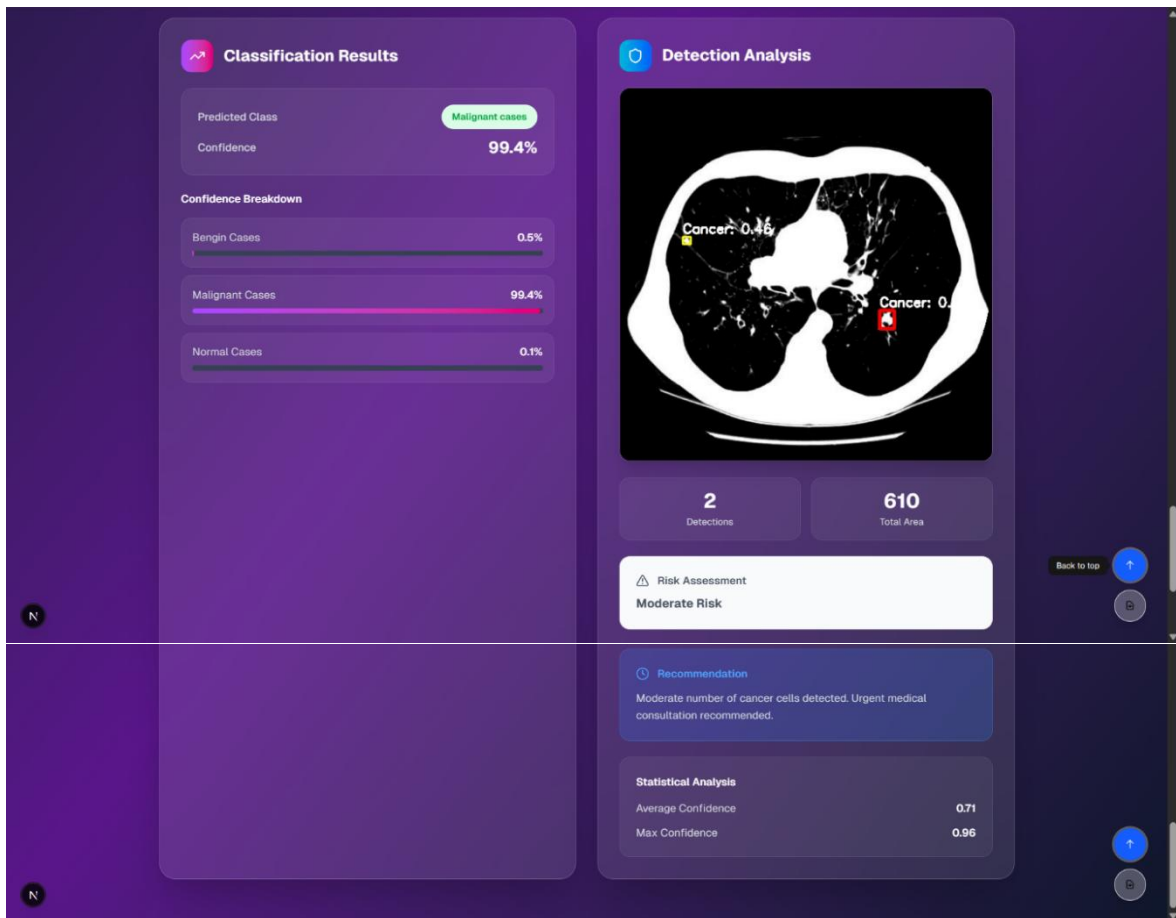 Classification Results
Predicted Class
Malignant cases
Confidence
99.4%
Confidence Breakdown
Bengin Cases
0.5%
Malignant Cases
99.4%
Normal Cases
0.1%
Detection Analysis
Cancer: 0.46
Cancer: 0.
2
Detections
610
Total Area
Risk Assessment
Moderate Risk
Back to top
N
Recommendation
Moderate number of cancer cells detected. Urgent medical
consultation recommended.
Statistical Analysis
Average Confidence
0.71
Max Confidence
0.96
N